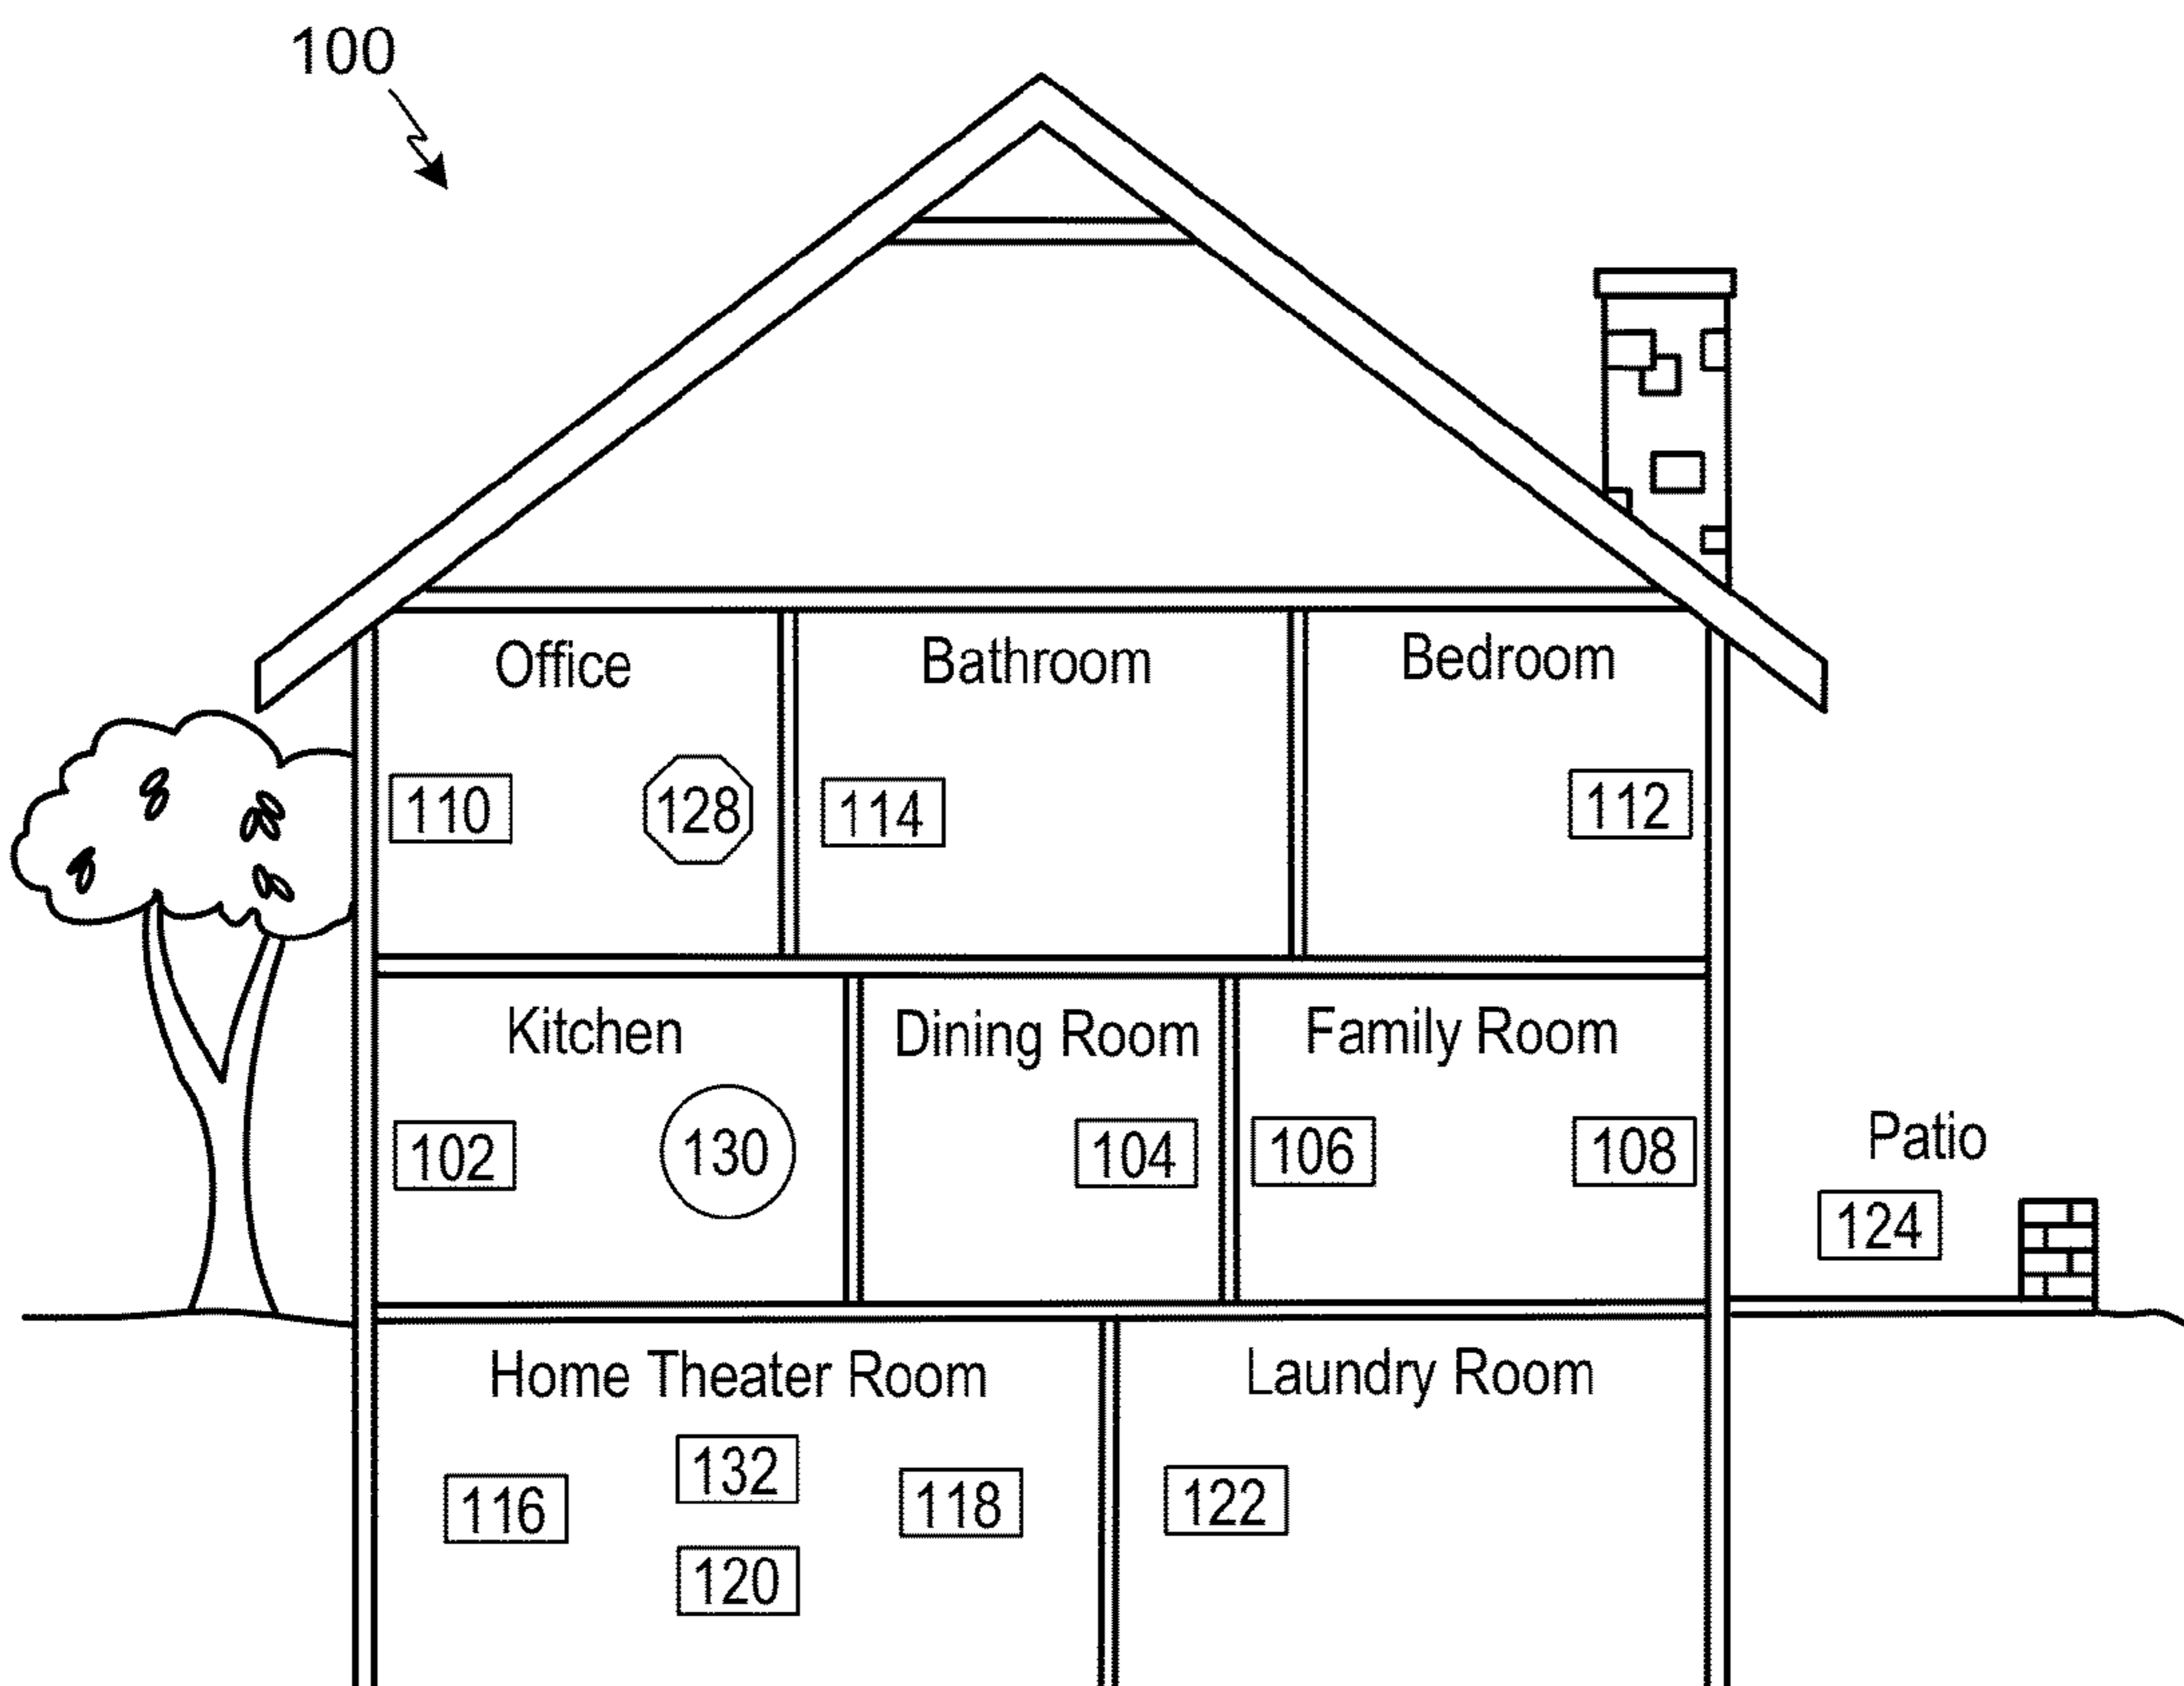 100
Office
Bathroom
Bedroom
110
128
114
112
Kitchen
Dining Room
Family Room
102
130
104
106
108
Patio
124
Home Theater Room
Laundry Room
132
116
118
122
120